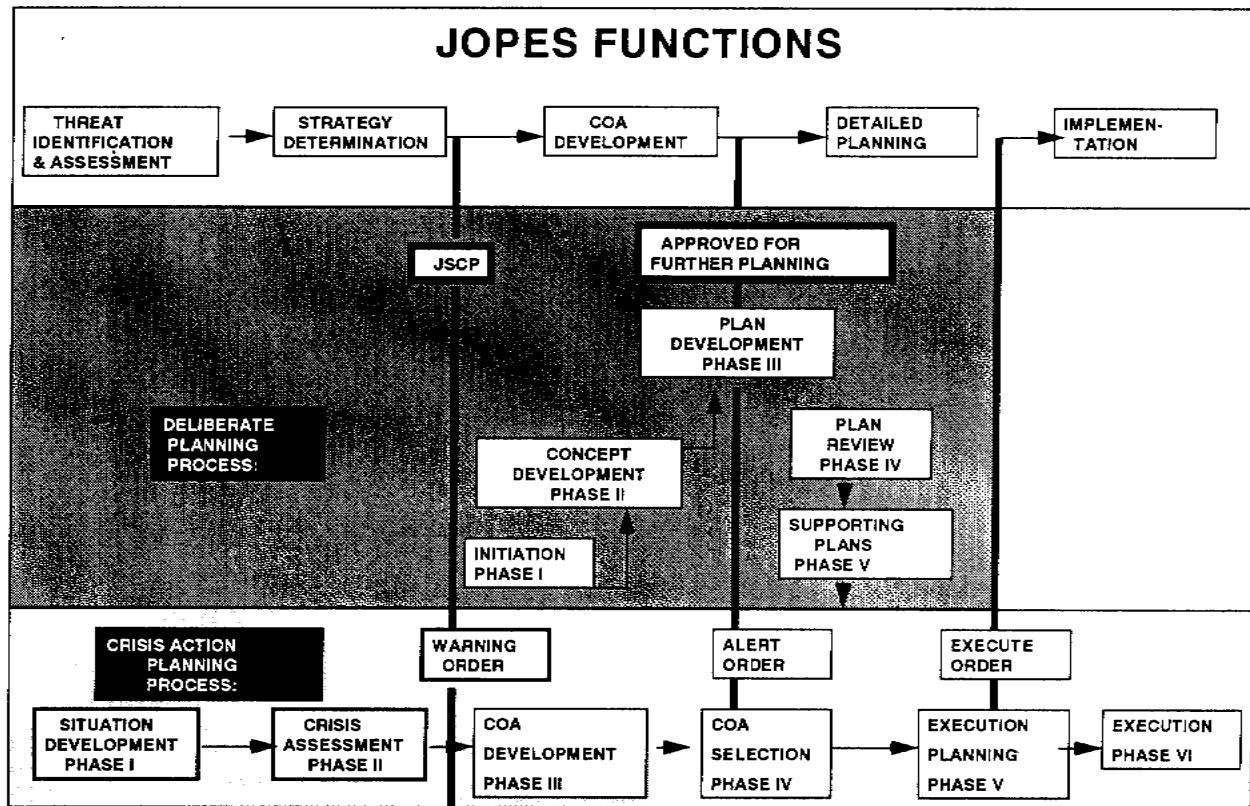 JOPES FUNCTIONS
THREAT
IDENTIFICATION
& ASSESSMENT
STRATEGY
DETERMINATION
COA
DEVELOPMENT
DETAILED
PLANNING
IMPLEMEN-
TATION
JSCP
APPROVED FOR
FURTHER PLANNING
PLAN
DEVELOPMENT
PHASE III
DELIBERATE
PLANNING
PROCESS:
CONCEPT
DEVELOPMENT
PHASE II
PLAN
REVIEW
PHASE IV
INITIATION
PHASE I
SUPPORTING
PLANS
PHASE V
CRISIS ACTION
PLANNING
PROCESS:
WARNING
ORDER
ALERT
ORDER
EXECUTE
ORDER
SITUATION
DEVELOPMENT
PHASE I
CRISIS
ASSESSMENT
PHASE II
COA
DEVELOPMENT
PHASE III
COA
SELECTION
PHASE IV
EXECUTION
PLANNING
PHASE V
EXECUTION
PHASE VI